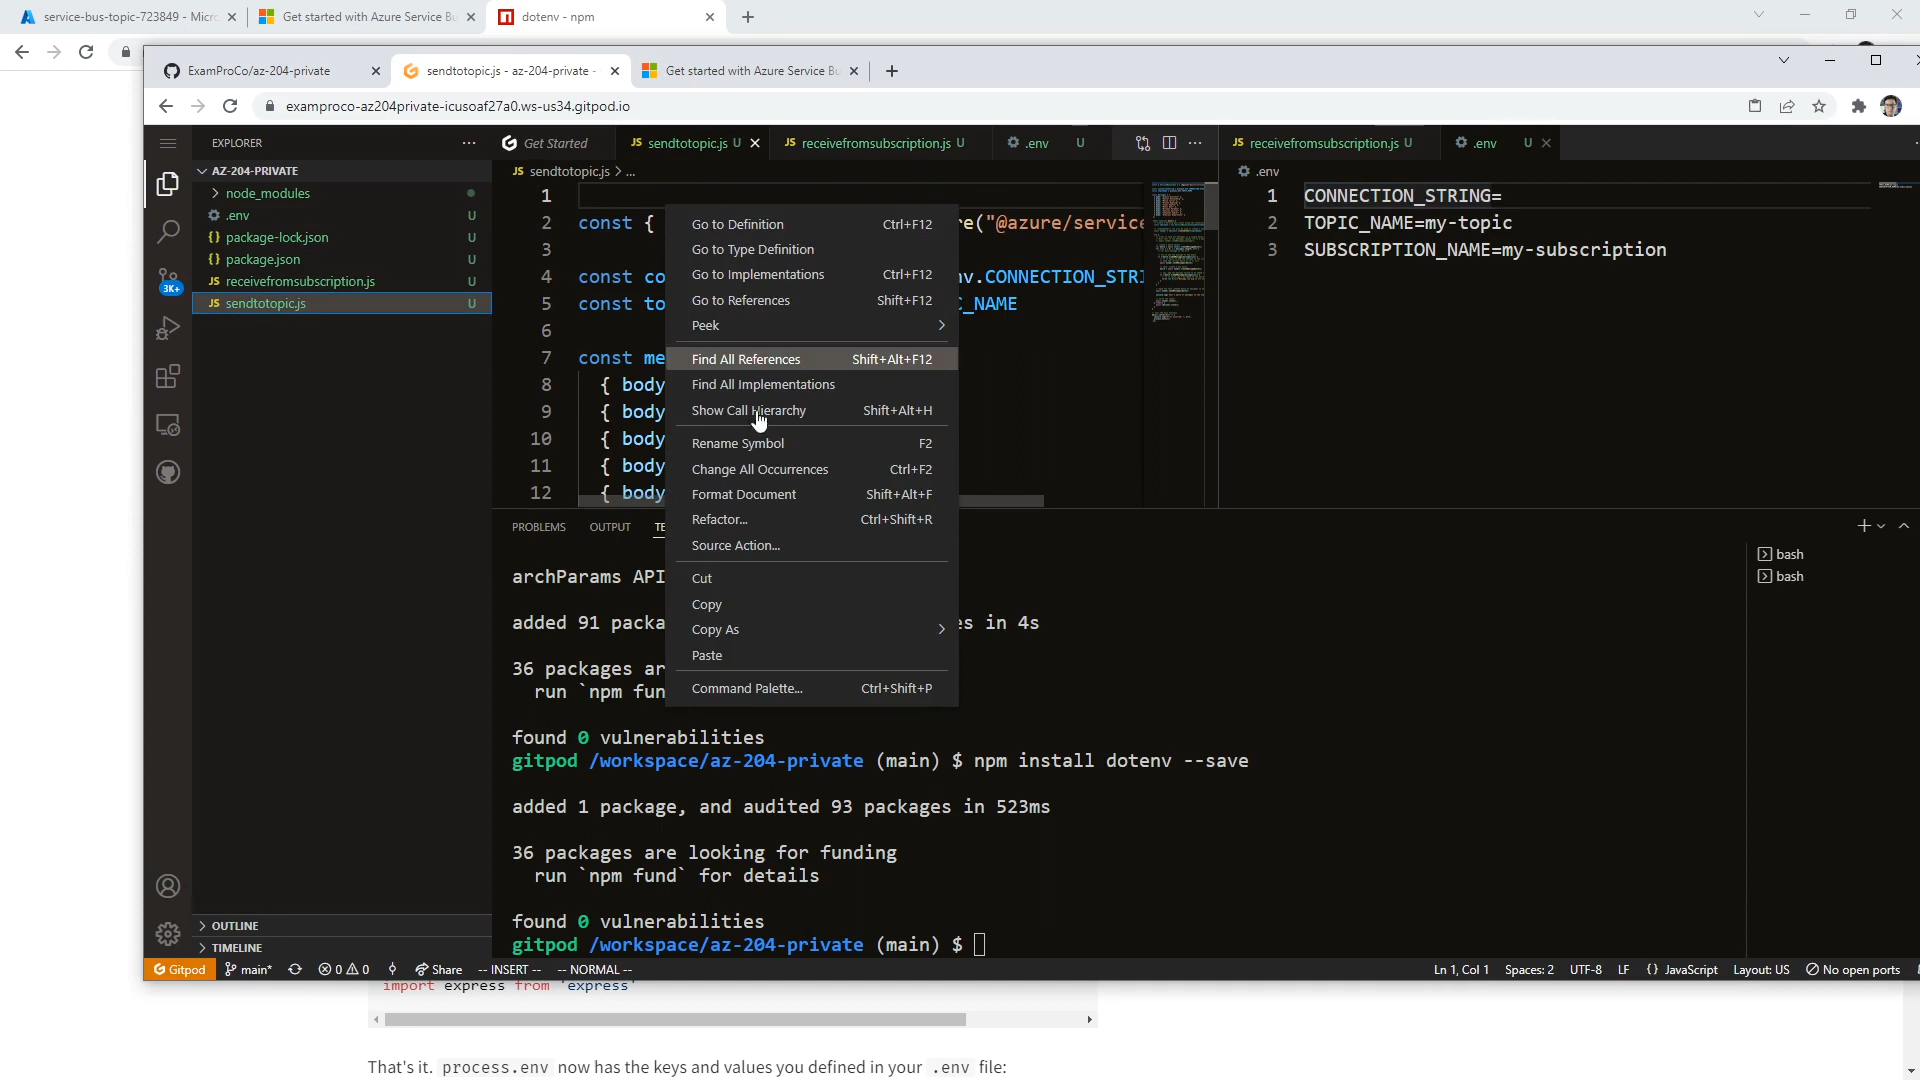 service-bus-topic-723849 - Micr
Get started with Azure Service B
dotenv - npm
ExamProCo/az-204-private
sendtotopic.js - az-204-private -
Get started with Azure Service Bu
examproco-az204private-icusoaf27a0.ws-us34.gitpod.io
EXPLORER
AZ-204-PRIVATE
node_modules
.env U
package-lock.json U
package.json U
receivefromsubscription.js U
sendtotopic.js U
3K+
OUTLINE
TIMELINE
Get Started
JS sendtotopic.js U
JS receivefromsubscription.js U
.env U
JS sendtotopic.js > ...
1
2 const { re("@azure/service
3
4 const co nv.CONNECTION_STRI
5 const to C_NAME
6
7 const me
8 { body
9 { body
10 { body
11 { body
12 { body
JS receivefromsubscription.js U
.env U
.env
1 CONNECTION_STRING=
2 TOPIC_NAME=my-topic
3 SUBSCRIPTION_NAME=my-subscription
Go to Definition Ctrl+F12
Go to Type Definition
Go to Implementations Ctrl+F12
Go to References Shift+F12
Peek
Find All References Shift+Alt+F12
Find All Implementations
Show Call Hierarchy Shift+Alt+H
Rename Symbol F2
Change All Occurrences Ctrl+F2
Format Document Shift+Alt+F
Refactor... Ctrl+Shift+R
Source Action...
Cut
Copy
Copy As
Paste
Command Palette... Ctrl+Shift+P
PROBLEMS OUTPUT TE
bash
bash
archParams API
added 91 packa es in 4s
36 packages ar
run `npm fun
found 0 vulnerabilities
gitpod /workspace/az-204-private (main) $ npm install dotenv --save
added 1 package, and audited 93 packages in 523ms
36 packages are looking for funding
run `npm fund` for details
found 0 vulnerabilities
gitpod /workspace/az-204-private (main) $
Gitpod main* 0 0 Share -- INSERT -- -- NORMAL -- Ln 1, Col 1 Spaces: 2 UTF-8 LF {} JavaScript Layout: US No open ports
import express from 'express'
That's it. process.env now has the keys and values you defined in your .env file: